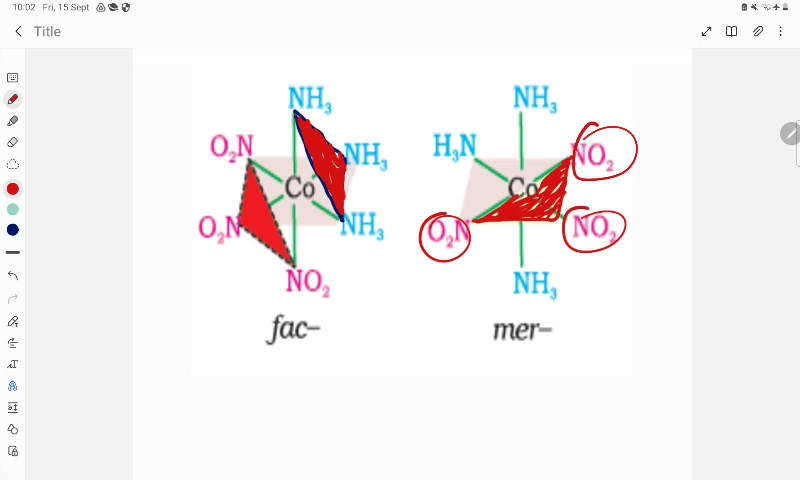 10:02 Fri, 15 Sept
Title
NH₃
O₂N
NH₃
Co
O₂N
NH₃
NO₂
fac–
NH₃
H₃N
NO₂
Co
O₂N
NO₂
NH₃
mer–